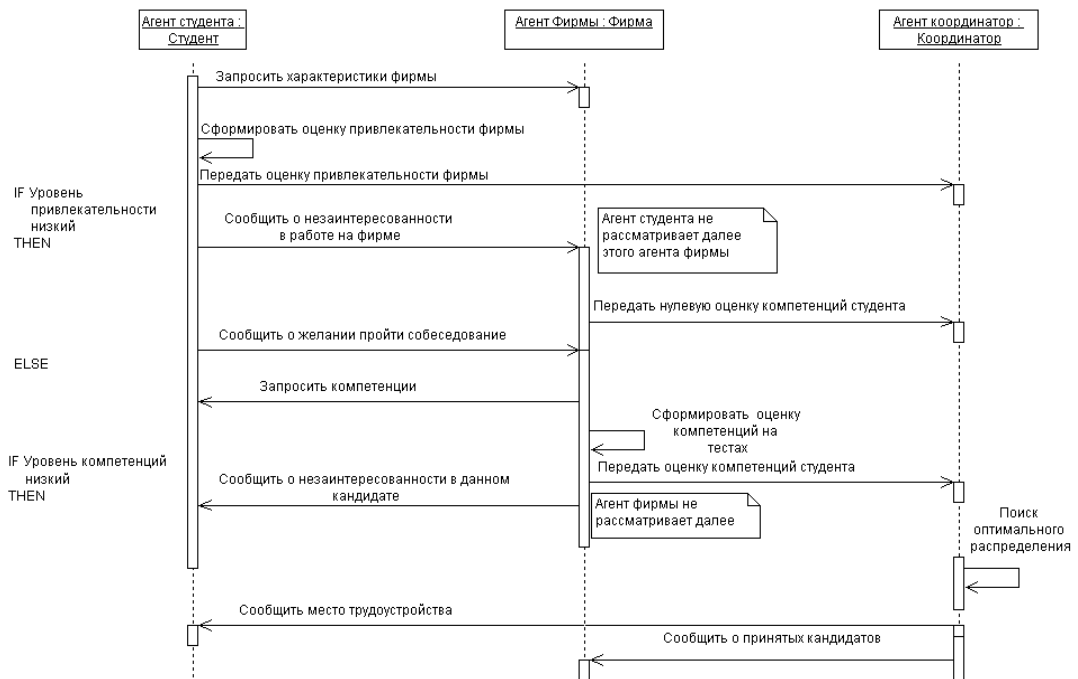 Агент студента :
Студент
Агент Фирмы : Фирма
Агент координатор :
Координатор
Запросить характеристики фирмы
Сформировать оценку привлекательности фирмы
Передать оценку привлекательности фирмы
IF Уровень
привлекательности
низкий
THEN
Сообщить о незаинтересованности
в работе на фирме
Агент студента не
рассматривает далее
этого агента фирмы
Передать нулевую оценку компетенций студента
Сообщить о желании пройти собеседование
ELSE
Запросить компетенции
Сформировать оценку
компетенций на
тестах
IF Уровень компетенций
низкий
THEN
Передать оценку компетенций студента
Сообщить о незаинтересованности в данном
кандидате
Агент фирмы не
рассматривает далее
Поиск
оптимального
распределения
Сообщить место трудоустройства
Сообщить о принятых кандидатов